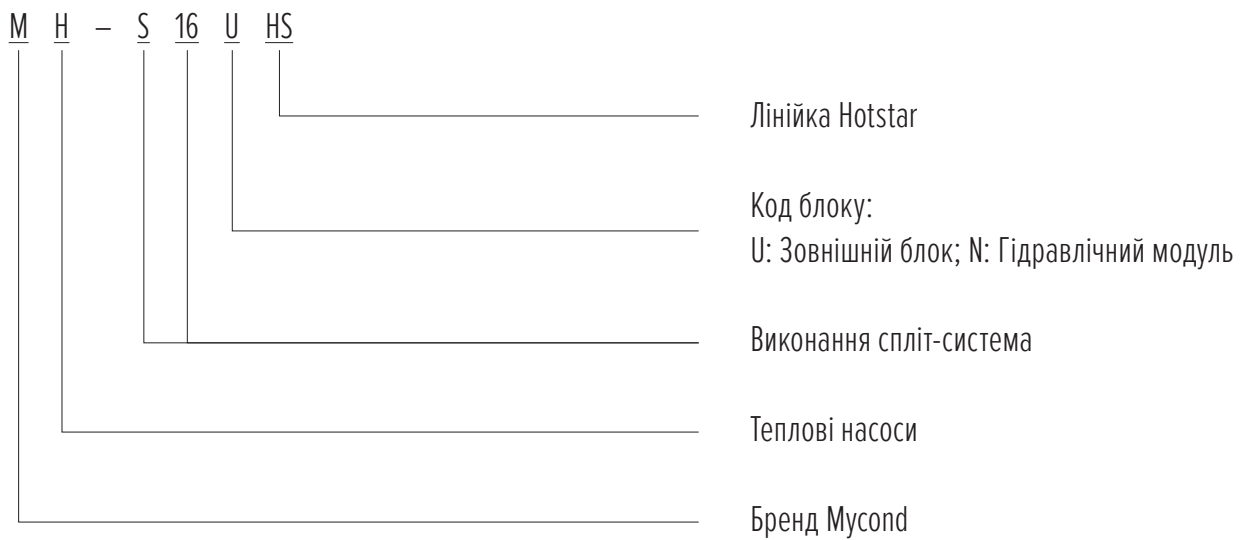 M H – S 16 U HS
Лінійка Hotstar
Код блоку:
U: Зовнішній блок; N: Гідравлічний модуль
Виконання спліт-система
Теплові насоси
Бренд Mycond